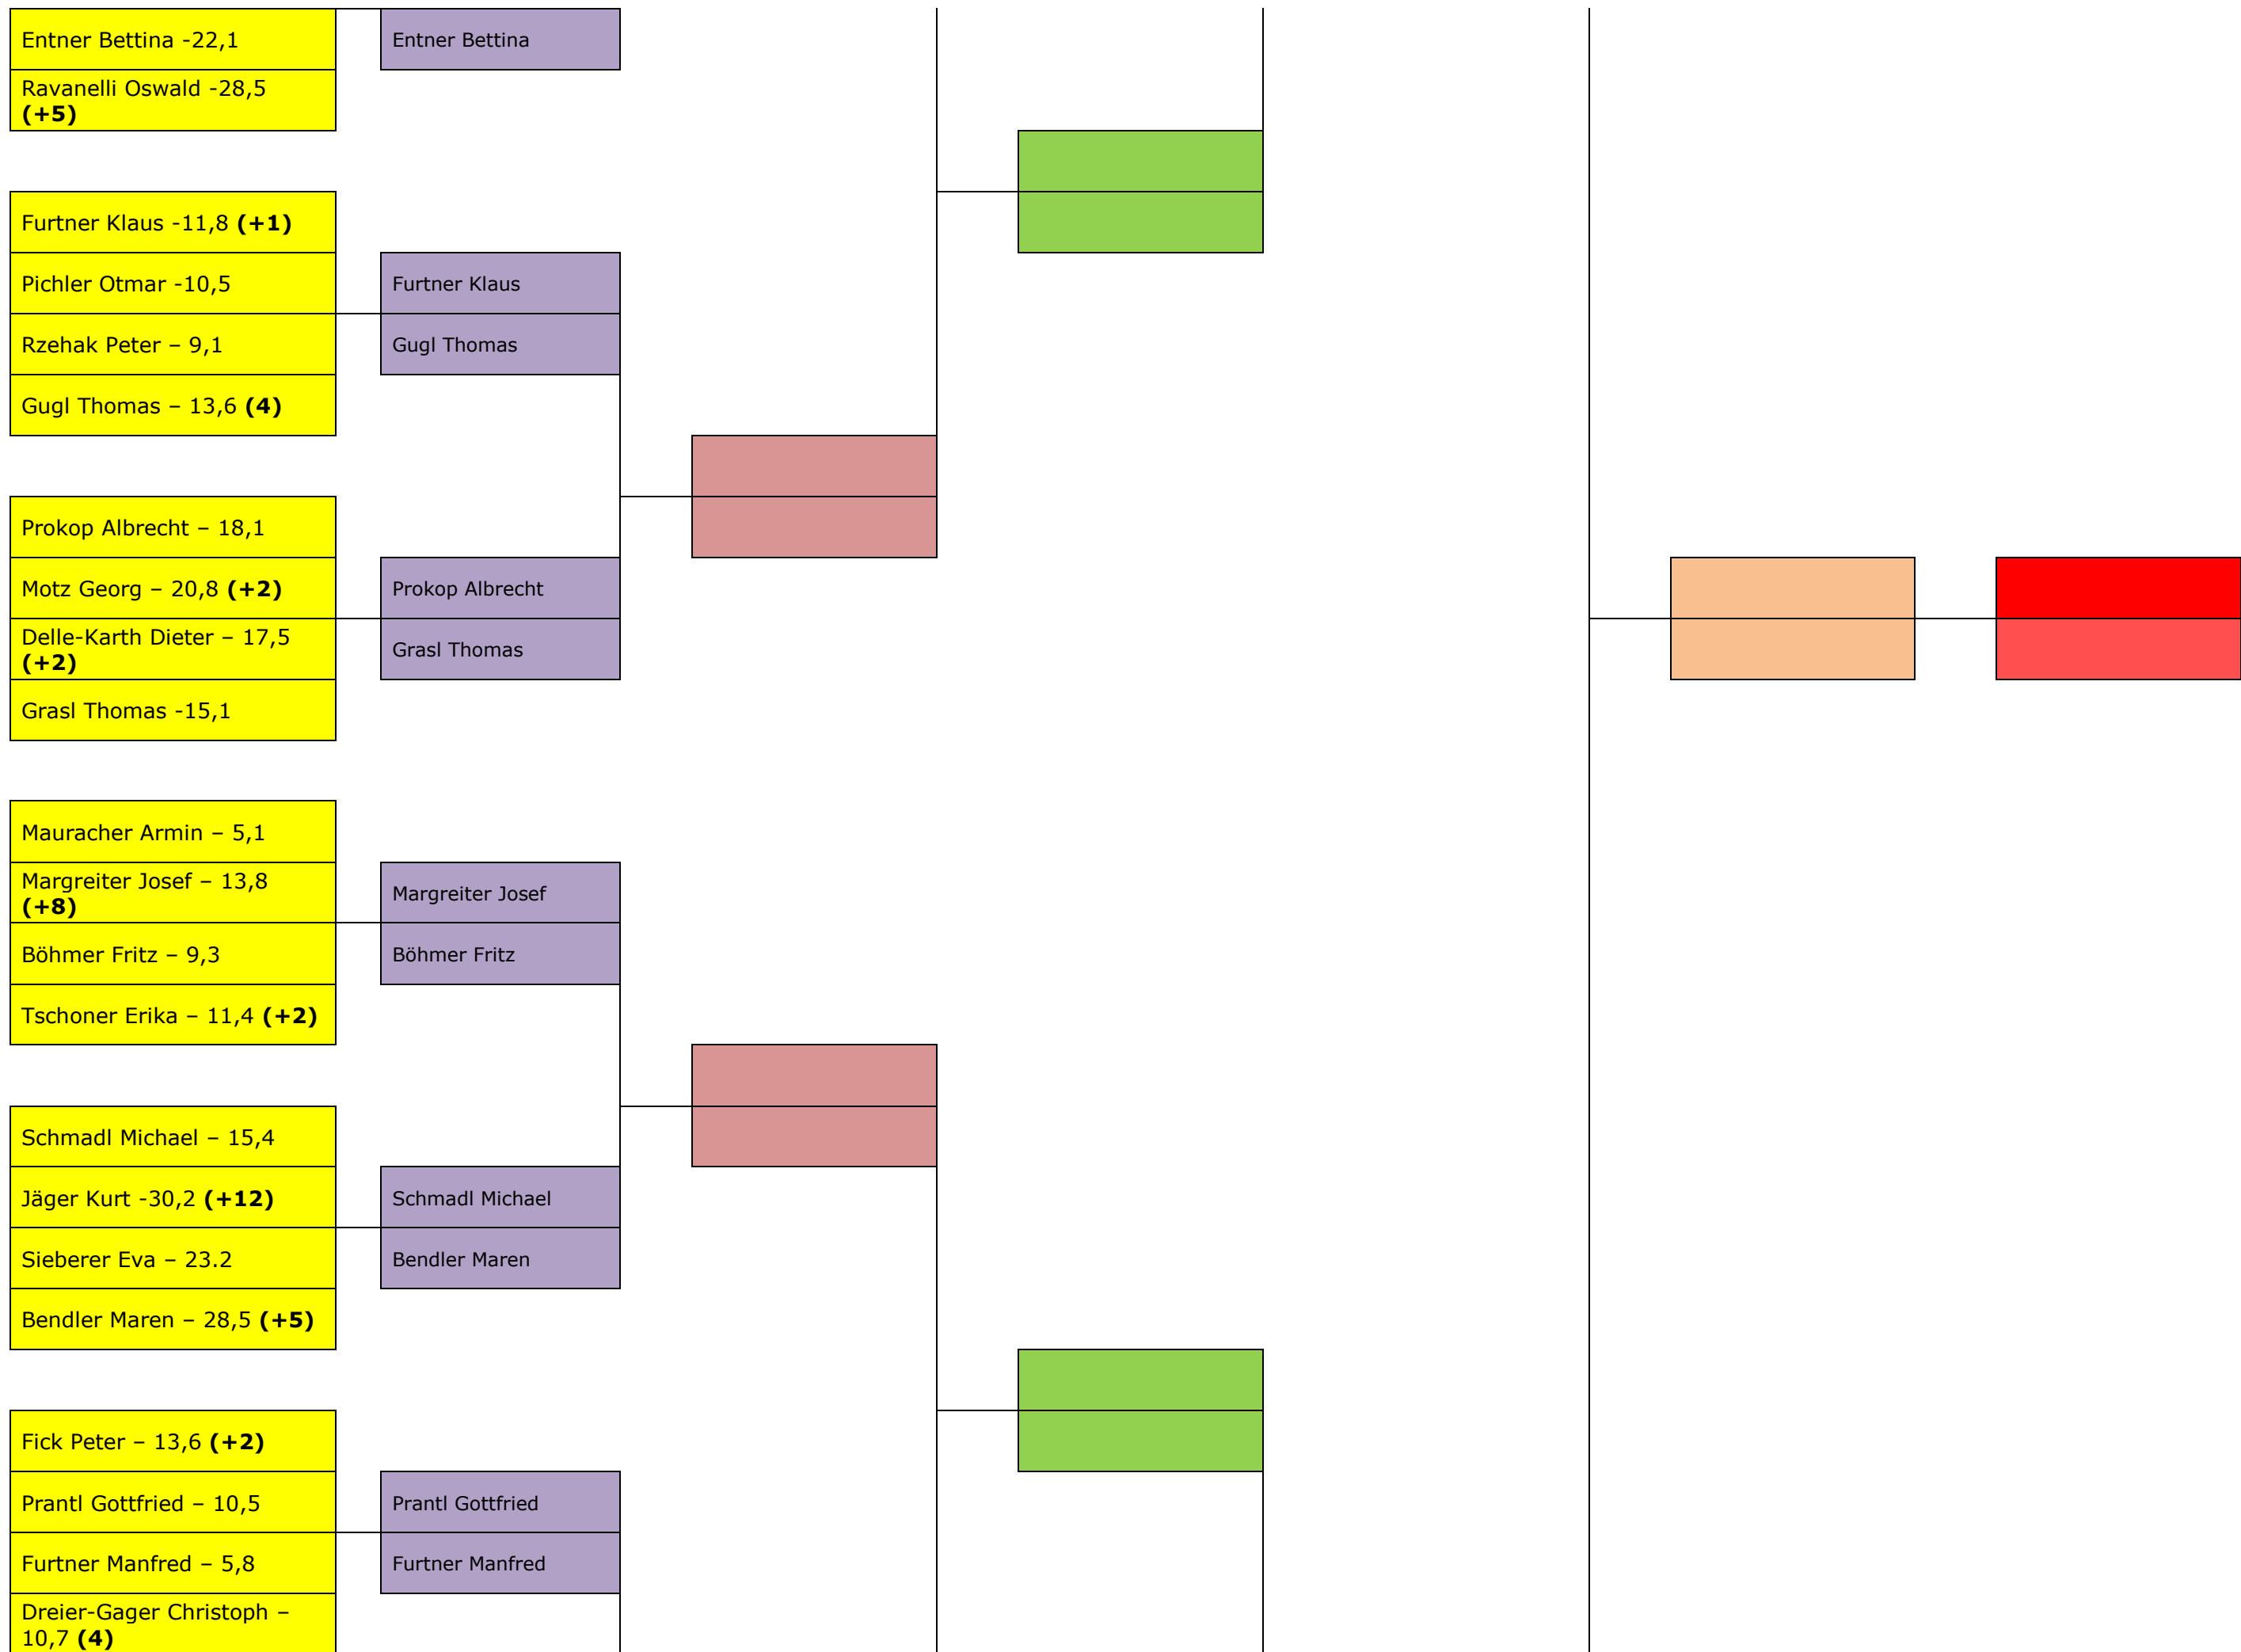 Entner Bettina -22,1
Entner Bettina
Ravanelli Oswald -28,5
(+5)
Furtner Klaus -11,8 (+1)
Pichler Otmar -10,5
Furtner Klaus
Rzehak Peter – 9,1
Gugl Thomas
Gugl Thomas – 13,6 (4)
Prokop Albrecht – 18,1
Motz Georg – 20,8 (+2)
Prokop Albrecht
Delle-Karth Dieter – 17,5
(+2)
Grasl Thomas
Grasl Thomas -15,1
Mauracher Armin – 5,1
Margreiter Josef – 13,8
(+8)
Margreiter Josef
Böhmer Fritz – 9,3
Böhmer Fritz
Tschoner Erika – 11,4 (+2)
Schmadl Michael – 15,4
Jäger Kurt -30,2 (+12)
Schmadl Michael
Sieberer Eva – 23.2
Bendler Maren
Bendler Maren – 28,5 (+5)
Fick Peter – 13,6 (+2)
Prantl Gottfried – 10,5
Prantl Gottfried
Furtner Manfred – 5,8
Furtner Manfred
Dreier-Gager Christoph –
10,7 (4)